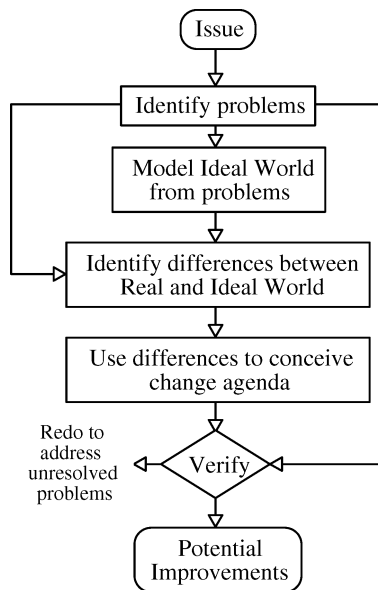 Issue
Identify problems
Model Ideal World
from problems
Identify differences between
Real and Ideal World
Use differences to conceive
change agenda
Redo to
address
unresolved
problems
Verify
Potential
Improvements